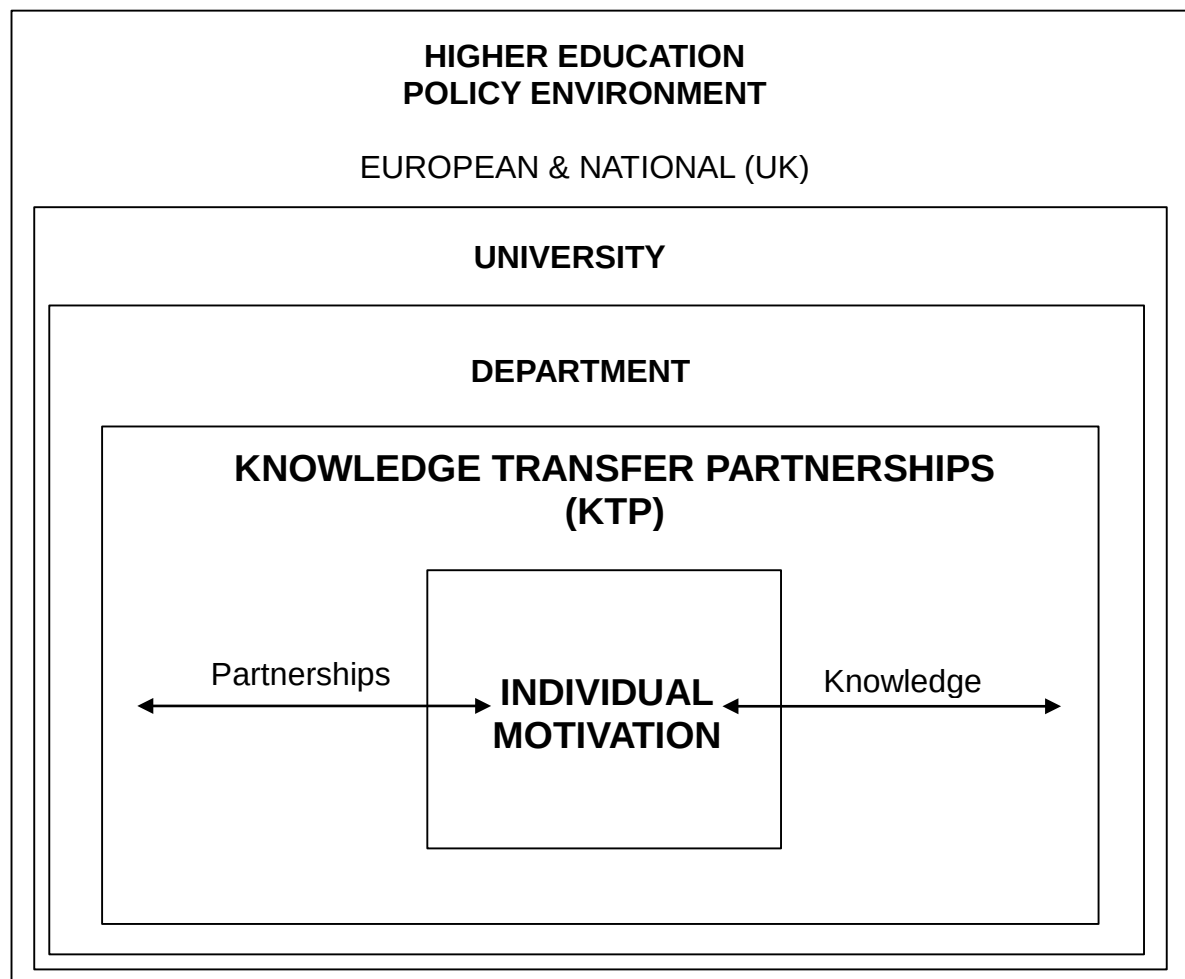 HIGHER EDUCATION
POLICY ENVIRONMENT
EUROPEAN & NATIONAL (UK)
UNIVERSITY
DEPARTMENT
KNOWLEDGE TRANSFER PARTNERSHIPS
(KTP)
Partnerships
INDIVIDUAL
MOTIVATION
Knowledge